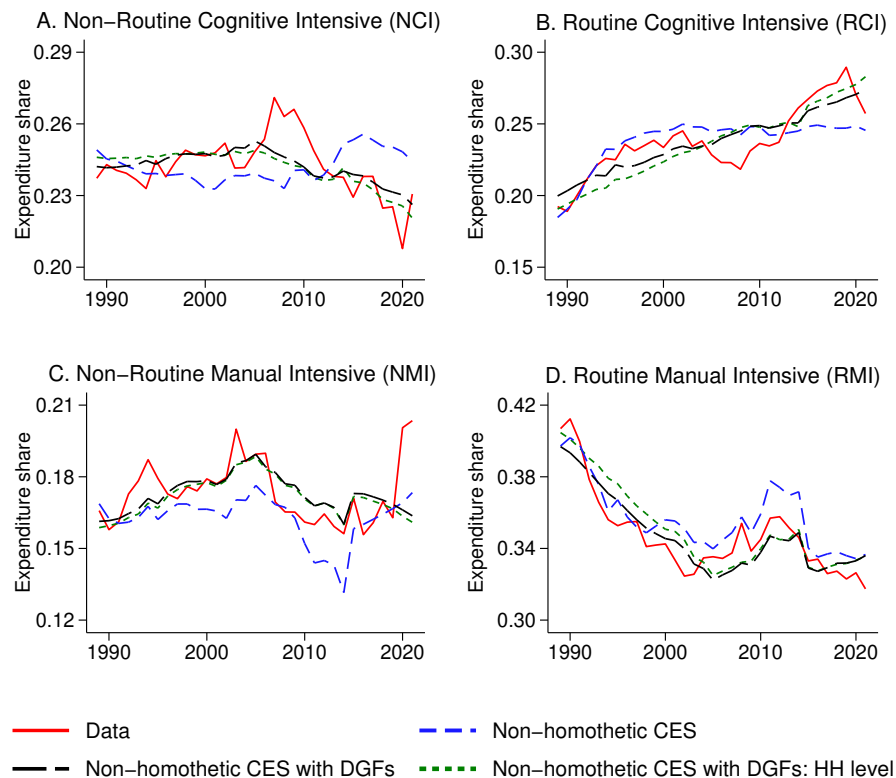 A. Non−Routine Cognitive Intensive (NCI)
0.29
0.26
0.23
0.20
Expenditure share
1990 2000 2010 2020
B. Routine Cognitive Intensive (RCI)
0.30
0.25
0.20
0.15
Expenditure share
1990 2000 2010 2020
C. Non−Routine Manual Intensive (NMI)
0.21
0.18
0.15
0.12
Expenditure share
1990 2000 2010 2020
D. Routine Manual Intensive (RMI)
0.42
0.38
0.34
0.30
Expenditure share
1990 2000 2010 2020
Data
Non-homothetic CES
Non-homothetic CES with DGFs
Non-homothetic CES with DGFs: HH level